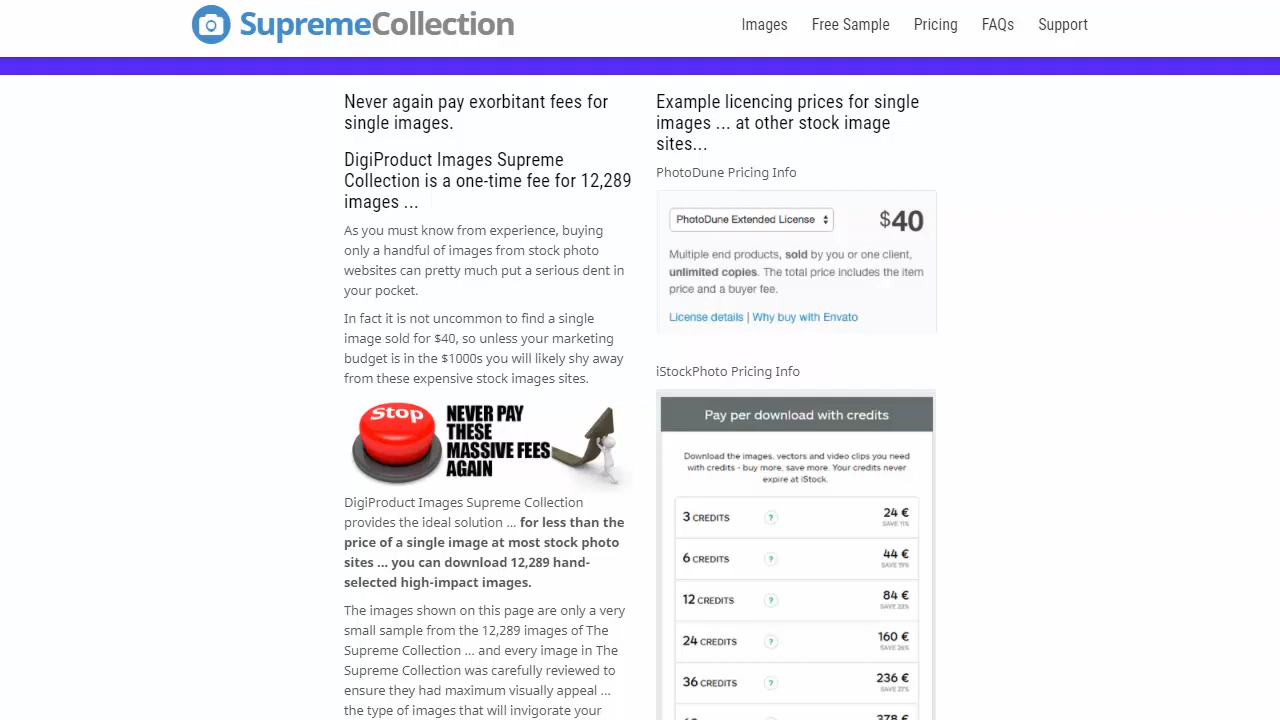 SupremeCollection
Images
Free Sample
Pricing
FAQs
Support
Never again pay exorbitant fees for
single images.
DigiProduct Images Supreme
Collection is a one-time fee for 12,289
images ...
As you must know from experience, buying
only a handful of images from stock photo
websites can pretty much put a serious dent in
your pocket.
In fact it is not uncommon to find a single
image sold for $40, so unless your marketing
budget is in the $1000s you will likely shy away
from these expensive stock images sites.
Stop
NEVER PAY
THESE
MASSIVE FEES
AGAIN
DigiProduct Images Supreme Collection
provides the ideal solution ... for less than the
price of a single image at most stock photo
sites ... you can download 12,289 hand-
selected high-impact images.
The images shown on this page are only a very
small sample from the 12,289 images of The
Supreme Collection ... and every image in The
Supreme Collection was carefully reviewed to
ensure they had maximum visually appeal ...
the type of images that will invigorate your
Example licencing prices for single
images ... at other stock image
sites...
PhotoDune Pricing Info
PhotoDune Extended License
$40
Multiple end products, sold by you or one client,
unlimited copies. The total price includes the item
price and a buyer fee.
License details | Why buy with Envato
iStockPhoto Pricing Info
Pay per download with credits
Download the images, vectors and video clips you need
with credits - buy more, save more. Your credits never
expire at iStock.
3 CREDITS ? 24 €
SAVE 11%
6 CREDITS ? 44 €
SAVE 19%
12 CREDITS ? 84 €
SAVE 22%
24 CREDITS ? 160 €
SAVE 26%
36 CREDITS ? 236 €
SAVE 27%
378 €